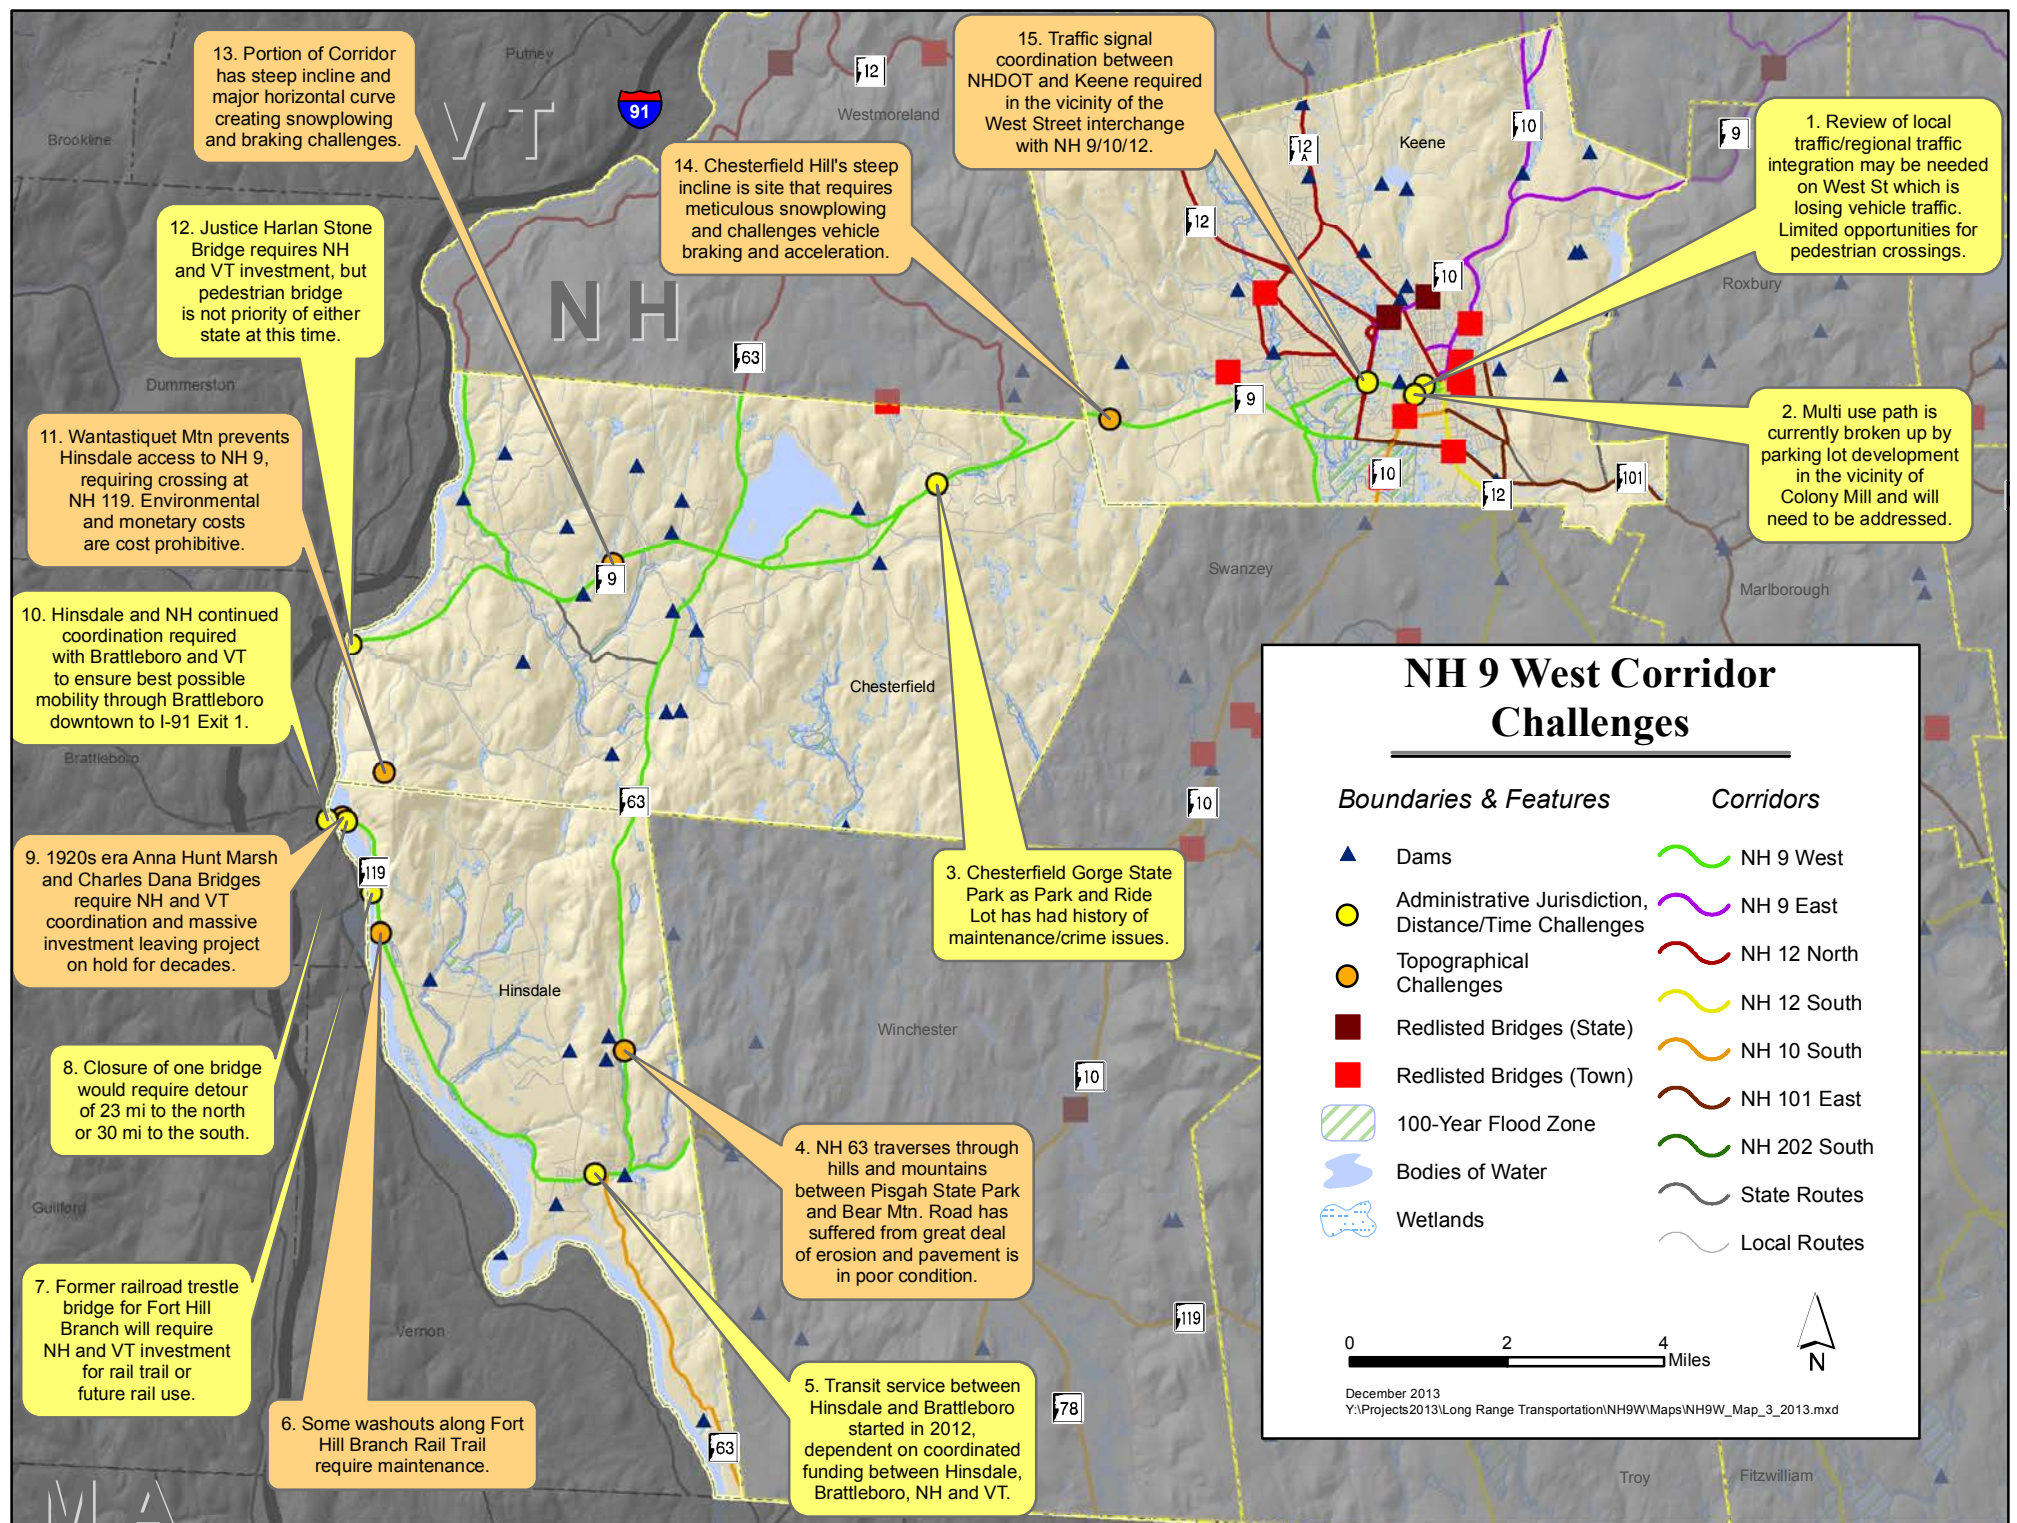 13. Portion of Corridor
has steep incline and
major horizontal curve
creating snowplowing
and braking challenges.
15. Traffic signal
coordination between
NHDOT and Keene required
in the vicinity of the
West Street interchange
with NH 9/10/12.
1. Review of local
traffic/regional traffic
integration may be needed
on West St which is
losing vehicle traffic.
Limited opportunities for
pedestrian crossings.
14. Chesterfield Hill's steep
incline is site that requires
meticulous snowplowing
and challenges vehicle
braking and acceleration.
12. Justice Harlan Stone
Bridge requires NH
and VT investment, but
pedestrian bridge
is not priority of either
state at this time.
11. Wantastiquet Mtn prevents
Hinsdale access to NH 9,
requiring crossing at
NH 119. Environmental
and monetary costs
are cost prohibitive.
2. Multi use path is
currently broken up by
parking lot development
in the vicinity of
Colony Mill and will
need to be addressed.
10. Hinsdale and NH continued
coordination required
with Brattleboro and VT
to ensure best possible
mobility through Brattleboro
downtown to I-91 Exit 1.
9. 1920s era Anna Hunt Marsh
and Charles Dana Bridges
require NH and VT
coordination and massive
investment leaving project
on hold for decades.
3. Chesterfield Gorge State
Park as Park and Ride
Lot has had history of
maintenance/crime issues.
8. Closure of one bridge
would require detour
of 23 mi to the north
or 30 mi to the south.
4. NH 63 traverses through
hills and mountains
between Pisgah State Park
and Bear Mtn. Road has
suffered from great deal
of erosion and pavement is
in poor condition.
7. Former railroad trestle
bridge for Fort Hill
Branch will require
NH and VT investment
for rail trail or
future rail use.
6. Some washouts along Fort
Hill Branch Rail Trail
require maintenance.
5. Transit service between
Hinsdale and Brattleboro
started in 2012,
dependent on coordinated
funding between Hinsdale,
Brattleboro, NH and VT.
Putney
Brookline
VT
91
12
Westmoreland
NH
63
Dummerston
12
12
A
Keene
10
9
10
Roxbury
9
10
12
101
Swanzey
Marlborough
9
Chesterfield
Brattleboro
63
119
Hinsdale
10
Winchester
10
Guilford
Vernon
119
78
63
Troy
Fitzwilliam
MA
NH 9 West Corridor
Challenges
Boundaries & Features
Dams
Administrative Jurisdiction,
Distance/Time Challenges
Topographical
Challenges
Redlisted Bridges (State)
Redlisted Bridges (Town)
100-Year Flood Zone
Bodies of Water
Wetlands
Corridors
NH 9 West
NH 9 East
NH 12 North
NH 12 South
NH 10 South
NH 101 East
NH 202 South
State Routes
Local Routes
0 2 4
Miles
N
December 2013
Y:\Projects2013\Long Range Transportation\NH9W\Maps\NH9W_Map_3_2013.mxd